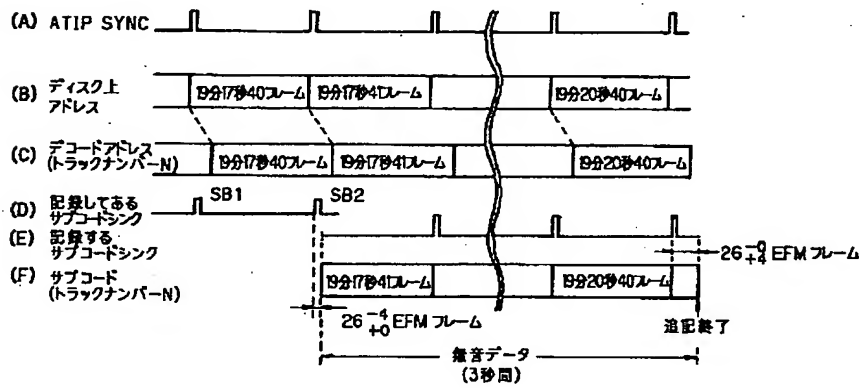 (A) ATIP SYNC
(B) ディスク上
アドレス
19分17秒40フレーム 19分17秒41フレーム 19分20秒40フレーム
(C) デコードアドレス
(トラックナンバーN)
19分17秒40フレーム 19分17秒41フレーム 19分20秒40フレーム
SB1 SB2
(D) 記録してある
サブコードシンク
(E) 記録する
サブコードシンク
26 -0 +4 EFMフレーム
(F) サブコード
(トラックナンバーN)
19分17秒41フレーム 19分20秒40フレーム
26 -4 +0 EFMフレーム
追記終了
無音データ
(3秒間)